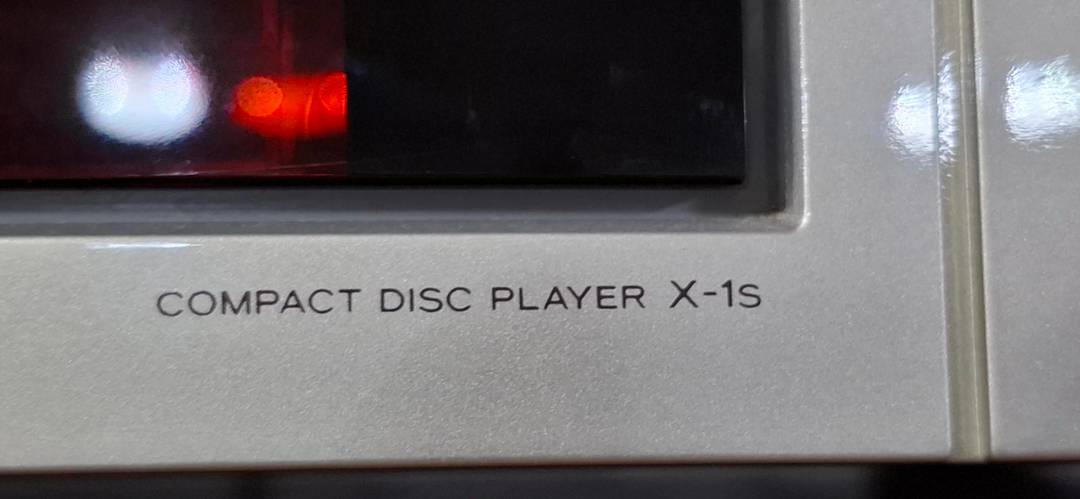 COMPACT DISC PLAYER X-1s